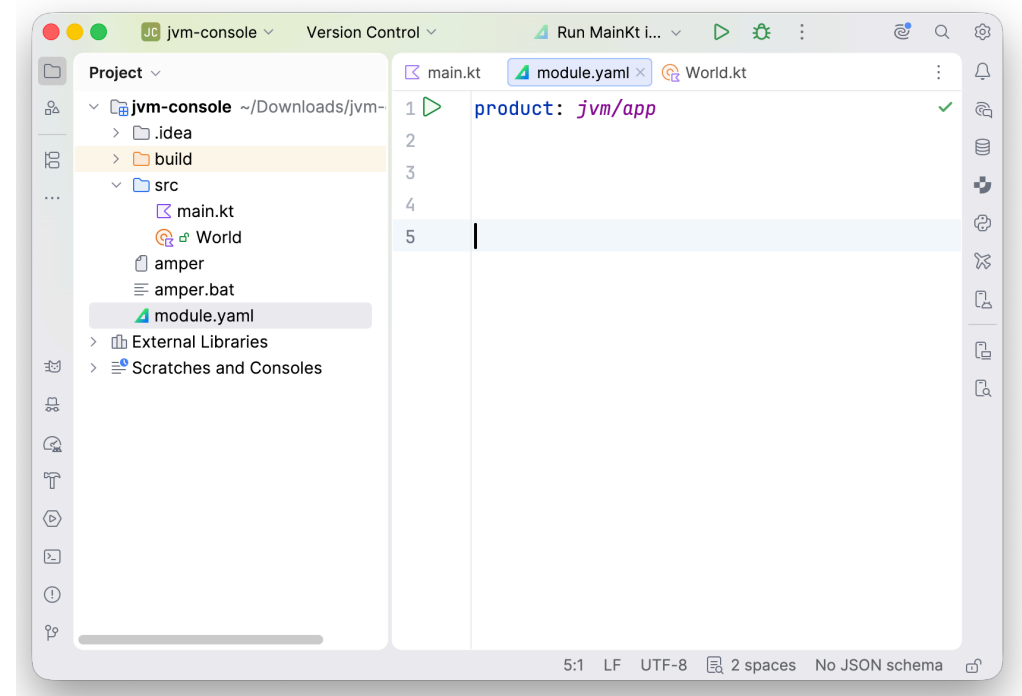 JC jvm-console Version Control Run MainKt i...
Project
main.kt module.yaml World.kt
jvm-console ~/Downloads/jvm-
.idea
build
src
main.kt
World
amper
amper.bat
module.yaml
External Libraries
Scratches and Consoles
1 product: jvm/app
2
3
4
5
5:1 LF UTF-8 2 spaces No JSON schema